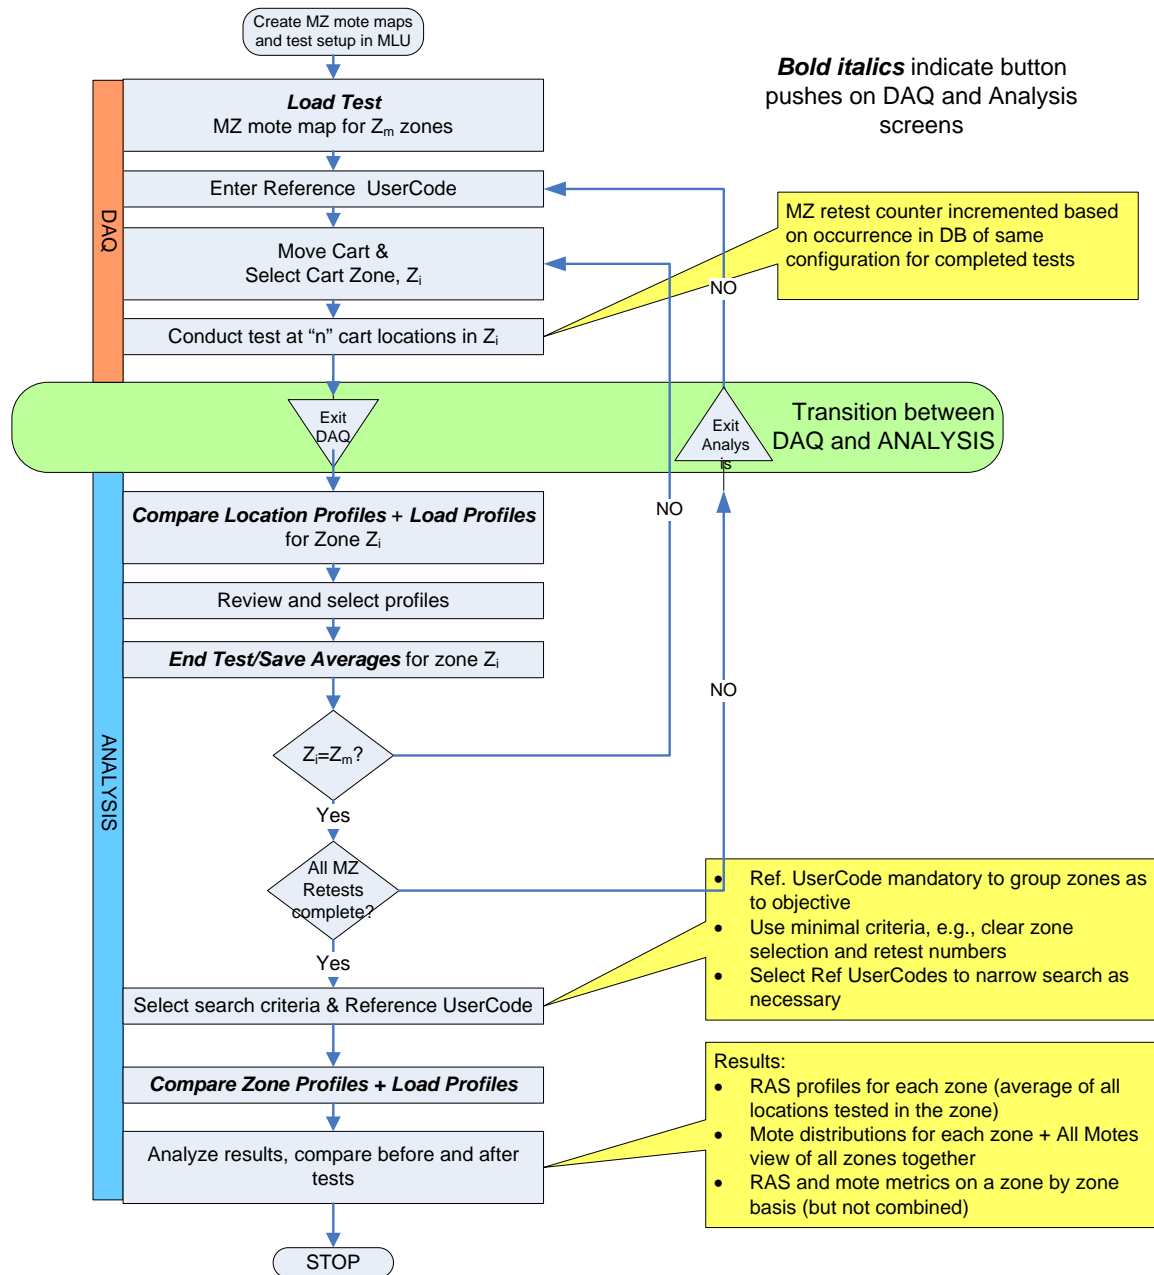 Create MZ mote maps
and test setup in MLU
Bold italics indicate button
pushes on DAQ and Analysis
screens
DAQ
Load Test
MZ mote map for Zm zones
Enter Reference UserCode
MZ retest counter incremented based
on occurrence in DB of same
configuration for completed tests
Move Cart &
Select Cart Zone, Zi
NO
Conduct test at “n” cart locations in Zi
Exit
DAQ
Exit
Analys
is
Transition between
DAQ and ANALYSIS
ANALYSIS
Compare Location Profiles + Load Profiles
for Zone Zi
NO
Review and select profiles
End Test/Save Averages for zone Zi
NO
Zi=Zm?
Yes
All MZ
Retests
complete?
Yes
• Ref. UserCode mandatory to group zones as
to objective
• Use minimal criteria, e.g., clear zone
selection and retest numbers
• Select Ref UserCodes to narrow search as
necessary
Select search criteria & Reference UserCode
Compare Zone Profiles + Load Profiles
Results:
• RAS profiles for each zone (average of all
locations tested in the zone)
• Mote distributions for each zone + All Motes
view of all zones together
• RAS and mote metrics on a zone by zone
basis (but not combined)
Analyze results, compare before and after
tests
STOP